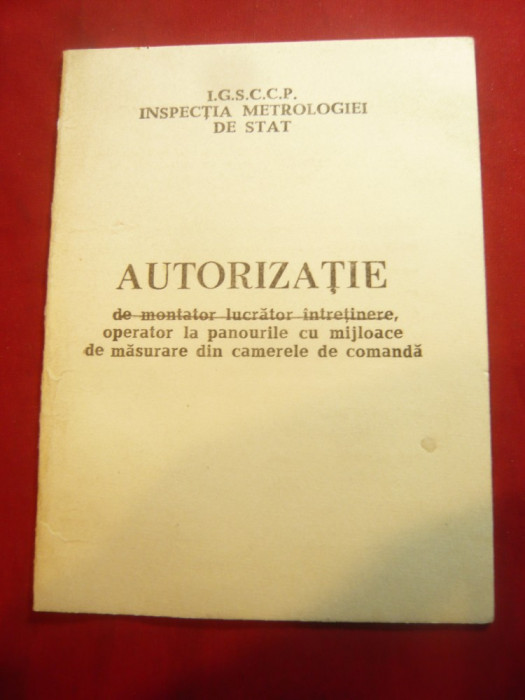 I.G.S.C.C.P.
INSPECȚIA METROLOGIEI
DE STAT
AUTORIZAȚIE
de montator lucrător întreținere,
operator la panourile cu mijloace
de măsurare din camerele de comandă